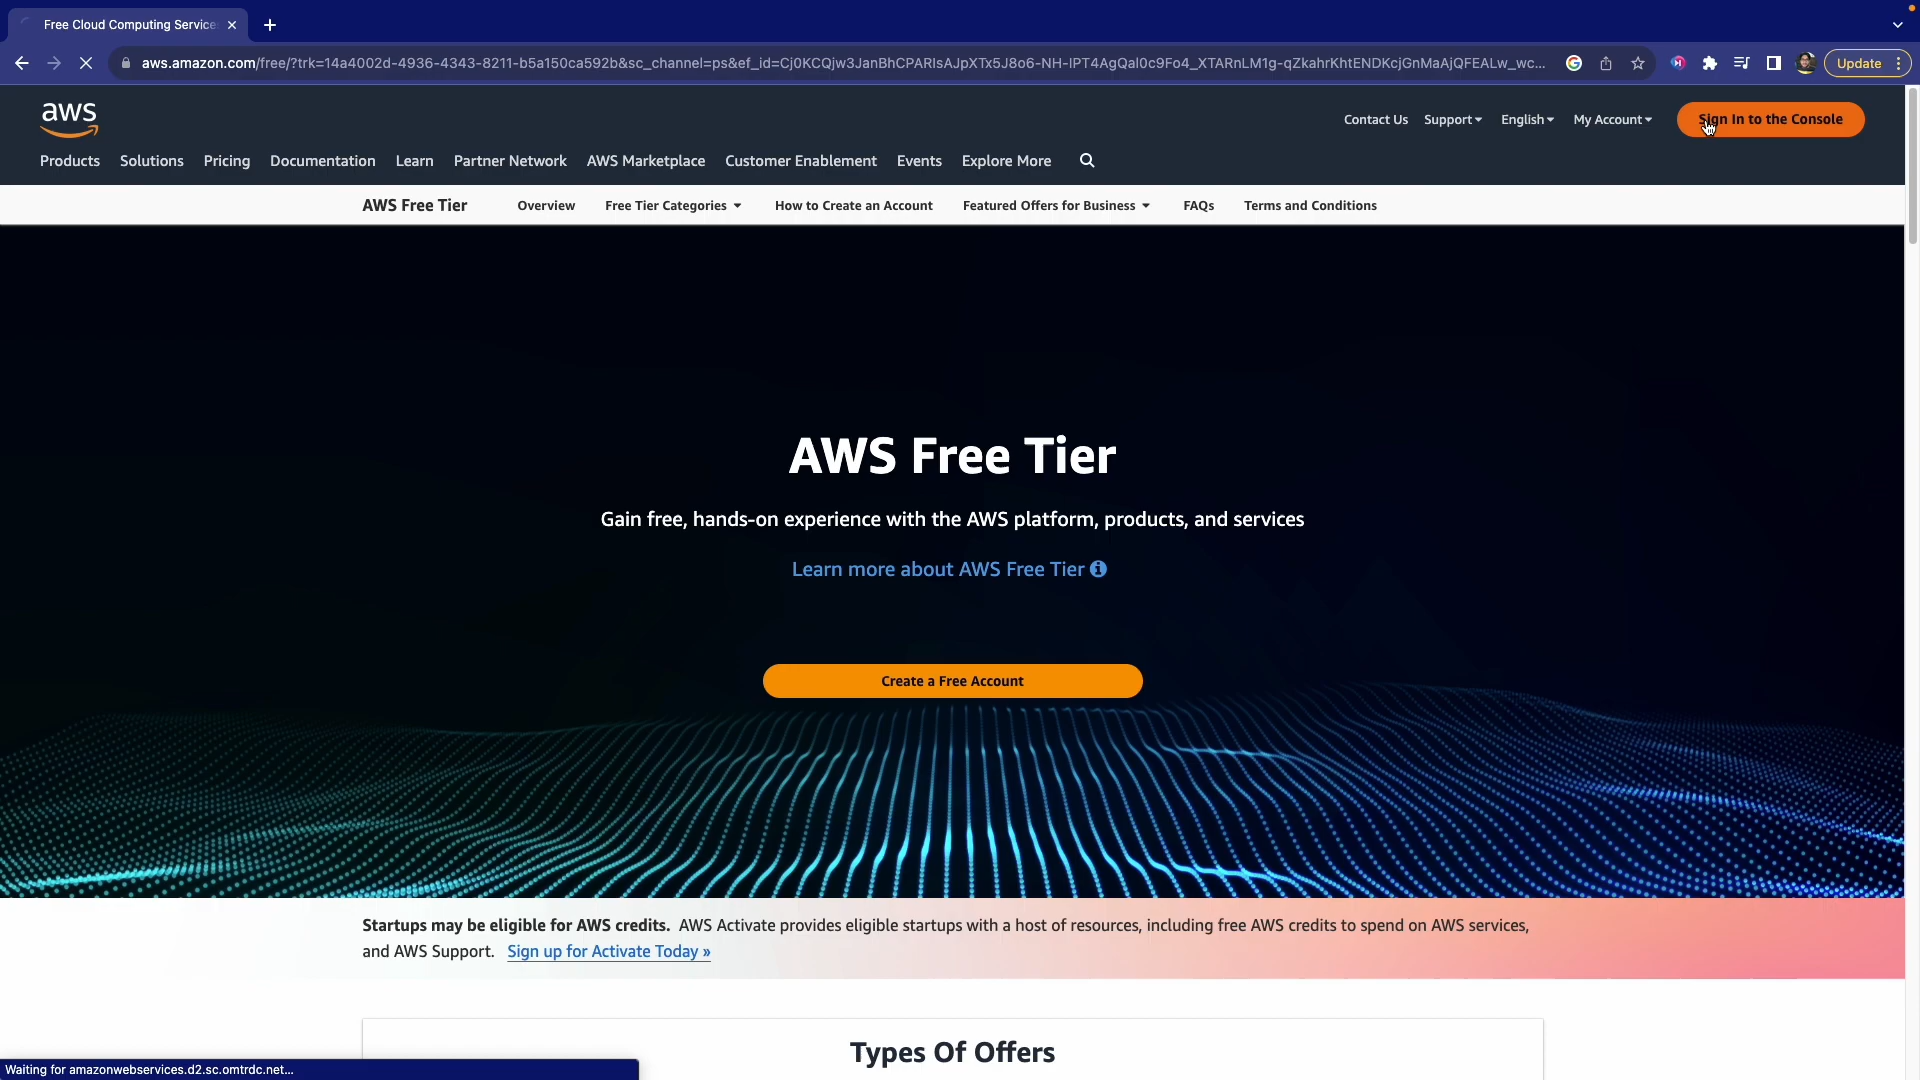 Free Cloud Computing Service
aws.amazon.com/free/?trk=14a4002d-4936-4343-8211-b5a150ca592b&sc_channel=ps&ef_id=Cj0KCQjw3JanBhCPARIsAJpXTx5J8o6-NH-IPT4AgQaI0c9Fo4_XTARnLM1g-qZkahrKhtENDKcjGnMaAjQFEALw_wc...
Update
aws
Contact Us Support English My Account Sign In to the Console
Products Solutions Pricing Documentation Learn Partner Network AWS Marketplace Customer Enablement Events Explore More
AWS Free Tier Overview Free Tier Categories How to Create an Account Featured Offers for Business FAQs Terms and Conditions
AWS Free Tier
Gain free, hands-on experience with the AWS platform, products, and services
Learn more about AWS Free Tier
Create a Free Account
Startups may be eligible for AWS credits. AWS Activate provides eligible startups with a host of resources, including free AWS credits to spend on AWS services,
and AWS Support. Sign up for Activate Today »
Types Of Offers
Waiting for amazonwebservices.d2.sc.omtrdc.net...